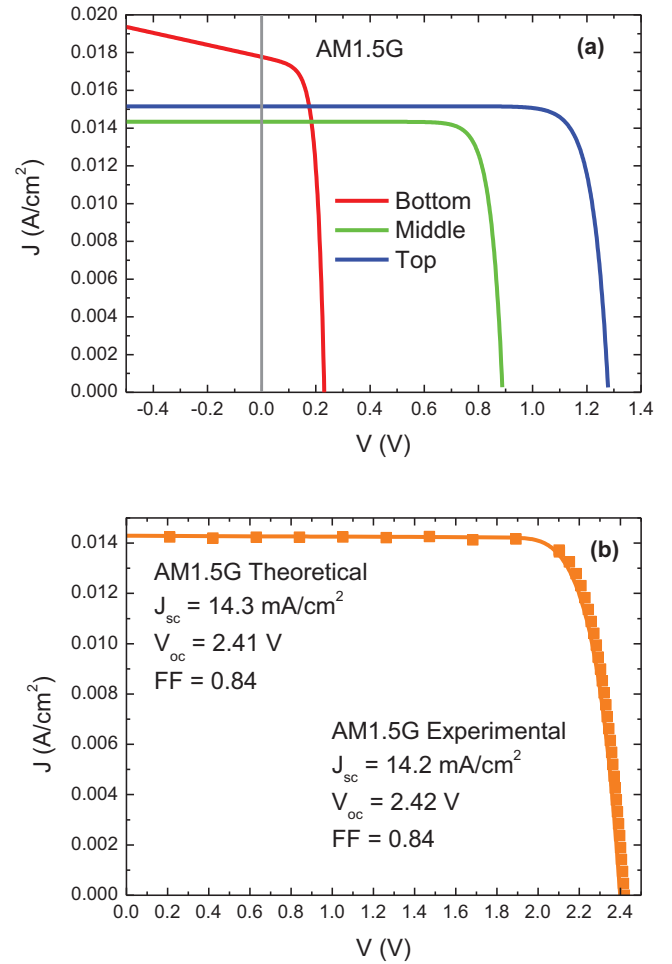 0.020
0.018
0.016
0.014
0.012
0.010
0.008
0.006
0.004
0.002
0.000
J (A/cm²)
AM1.5G
(a)
Bottom
Middle
Top
-0.4 -0.2 0.0 0.2 0.4 0.6 0.8 1.0 1.2 1.4
V (V)
0.014
0.012
0.010
0.008
0.006
0.004
0.002
0.000
J (A/cm²)
(b)
AM1.5G Theoretical
Jsc = 14.3 mA/cm²
Voc = 2.41 V
FF = 0.84
AM1.5G Experimental
Jsc = 14.2 mA/cm²
Voc = 2.42 V
FF = 0.84
0.0 0.2 0.4 0.6 0.8 1.0 1.2 1.4 1.6 1.8 2.0 2.2 2.4
V (V)